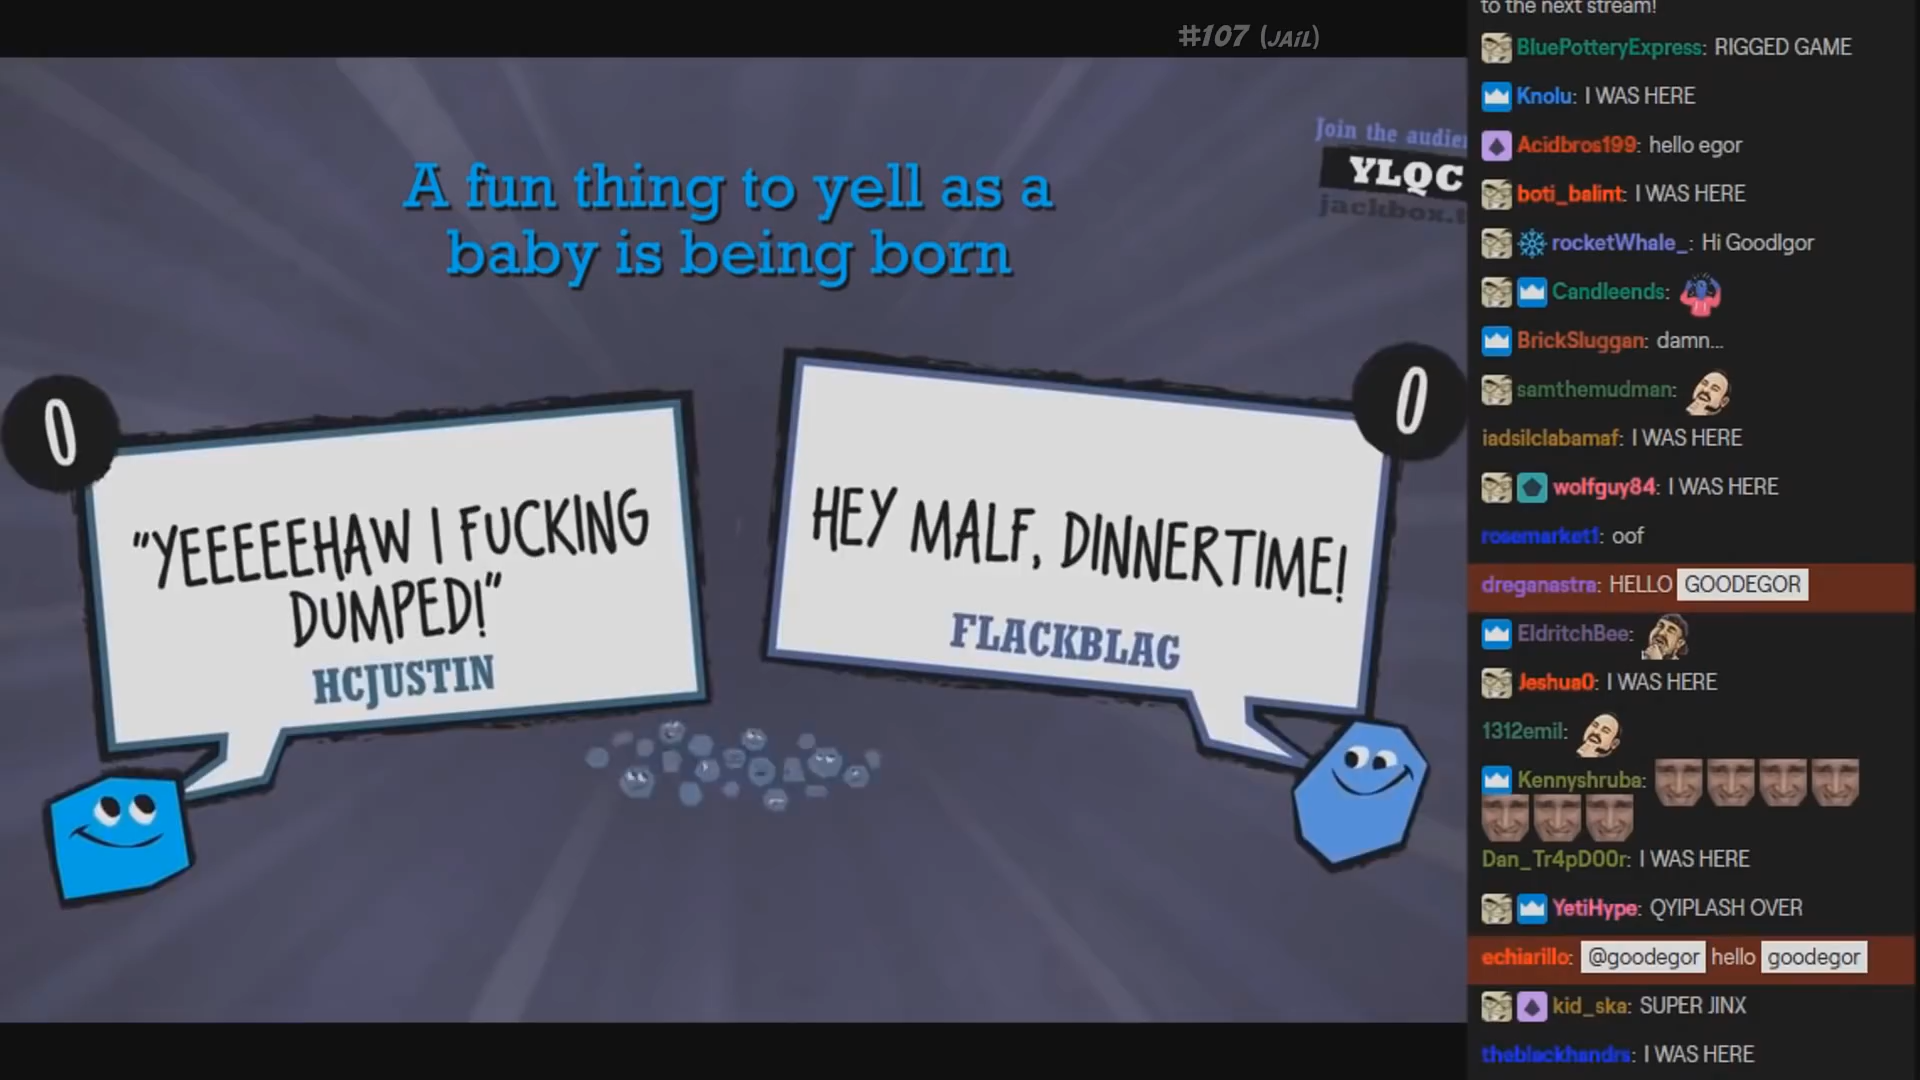 #107 (JAIL)
Join the audien
YLQC
jackbox.t
A fun thing to yell as a
baby is being born
0
"YEEEEEHAW I FUCKING
DUMPED!"
HCJUSTIN
0
HEY MALF, DINNERTIME!
FLACKBLAG
to the next stream!
BluePotteryExpress: RIGGED GAME
Knolu: I WAS HERE
Acidbros199: hello egor
boti_balint: I WAS HERE
rocketWhale_: Hi GoodIgor
Candleends:
BrickSluggan: damn...
samthemudman:
iadsilclabamaf: I WAS HERE
wolfguy84: I WAS HERE
rosemarket1: oof
dreganastra: HELLO GOODEGOR
EldritchBee:
Jeshua0: I WAS HERE
1312emil:
Kennyshruba:
Dan_Tr4pD00r: I WAS HERE
YetiHype: QYIPLASH OVER
echiarillo: @goodegor hello goodegor
kid_ska: SUPER JINX
theblackhandrs: I WAS HERE